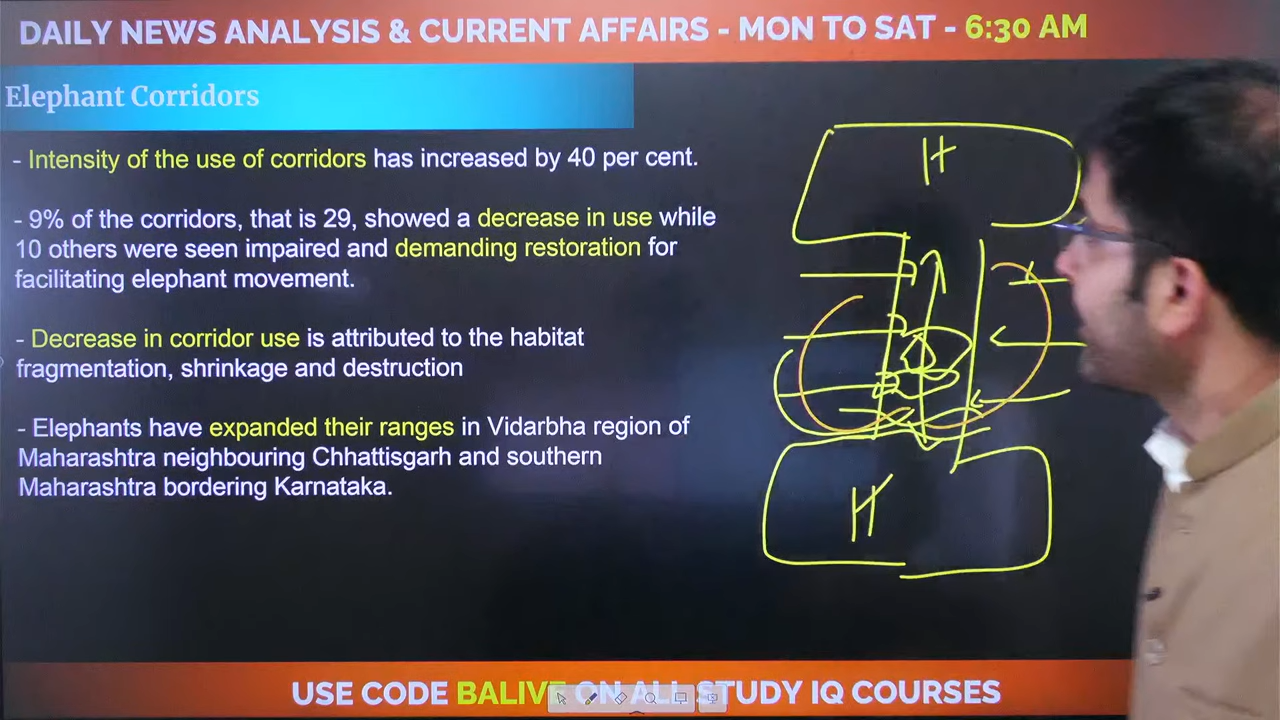 DAILY NEWS ANALYSIS & CURRENT AFFAIRS - MON TO SAT - 6:30 AM
Elephant Corridors
- Intensity of the use of corridors has increased by 40 per cent.
- 9% of the corridors, that is 29, showed a decrease in use while
10 others were seen impaired and demanding restoration for
facilitating elephant movement.
- Decrease in corridor use is attributed to the habitat
fragmentation, shrinkage and destruction
- Elephants have expanded their ranges in Vidarbha region of
Maharashtra neighbouring Chhattisgarh and southern
Maharashtra bordering Karnataka.
H
H
USE CODE BALIVE ON ALL STUDY IQ COURSES